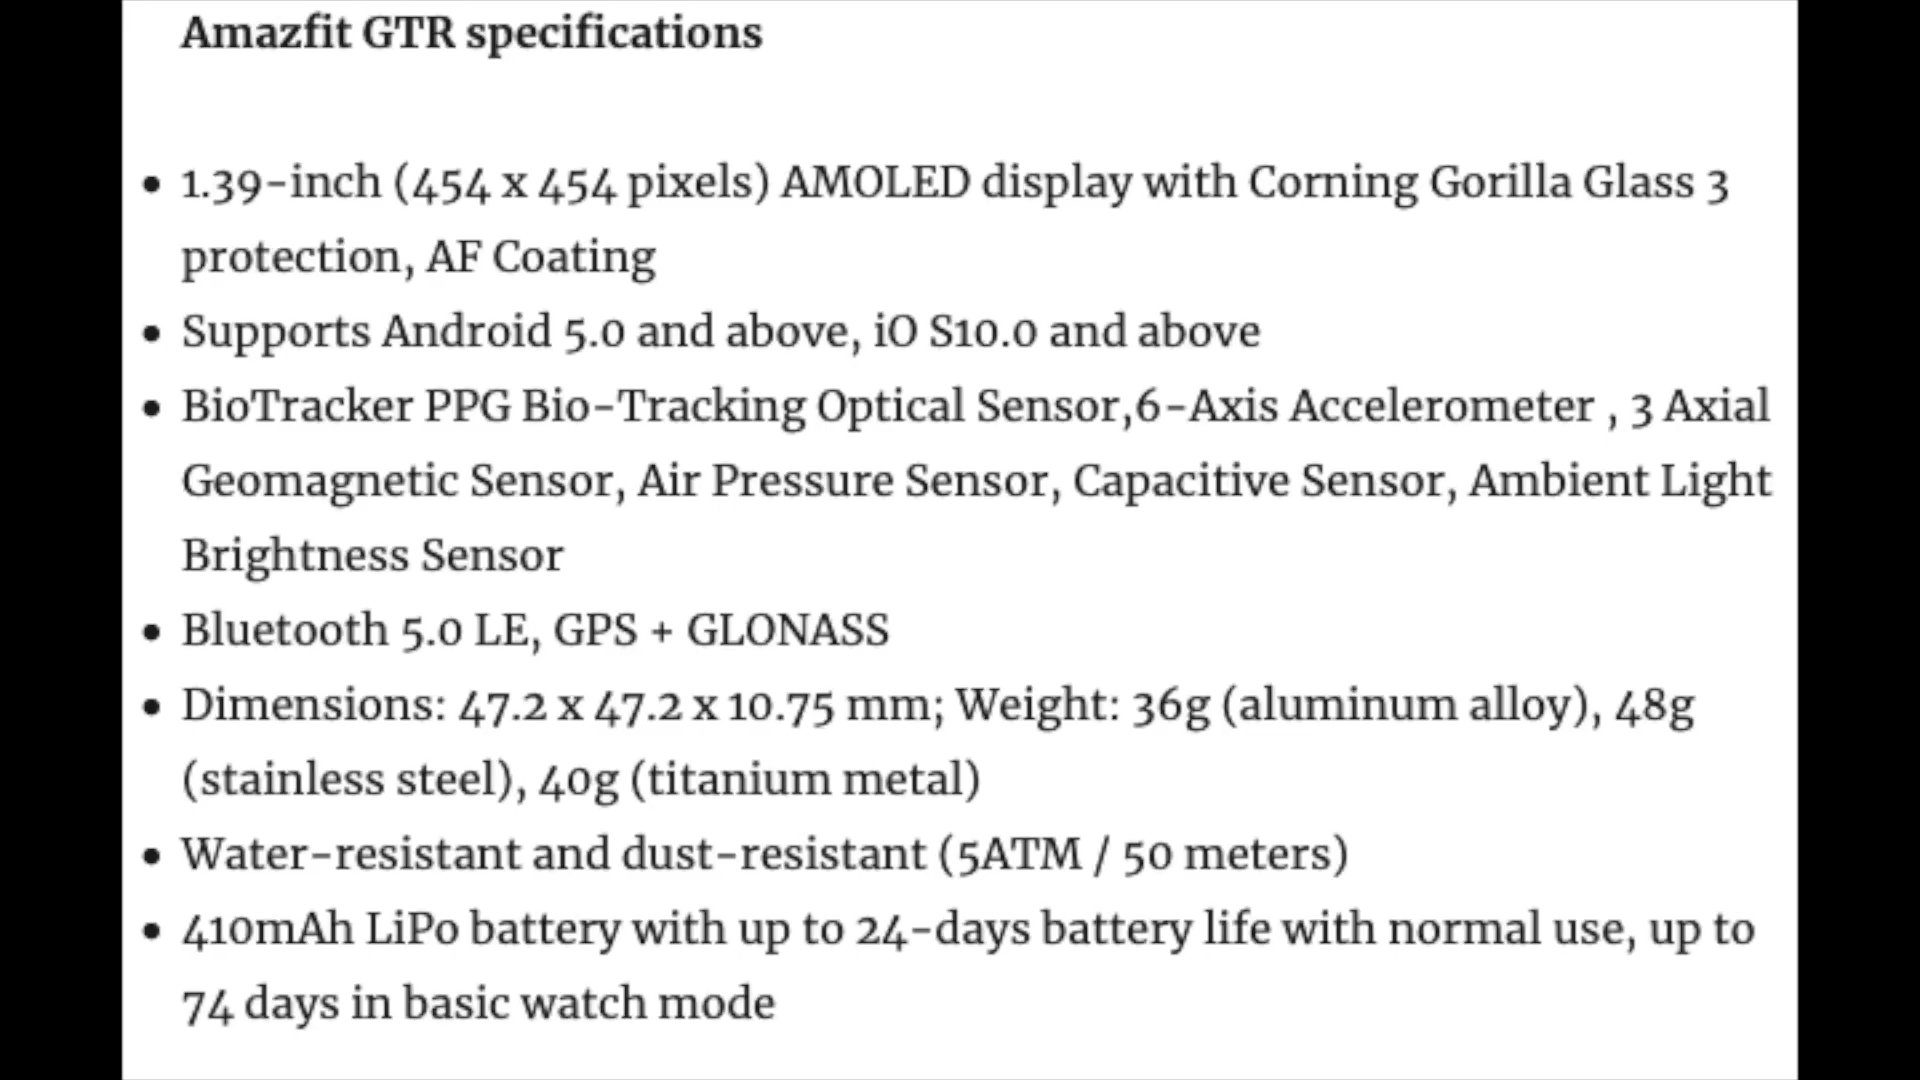 Amazfit GTR specifications
• 1.39-inch (454 x 454 pixels) AMOLED display with Corning Gorilla Glass 3
protection, AF Coating
• Supports Android 5.0 and above, iO S10.0 and above
• BioTracker PPG Bio-Tracking Optical Sensor,6-Axis Accelerometer , 3 Axial
Geomagnetic Sensor, Air Pressure Sensor, Capacitive Sensor, Ambient Light
Brightness Sensor
• Bluetooth 5.0 LE, GPS + GLONASS
• Dimensions: 47.2 x 47.2 x 10.75 mm; Weight: 36g (aluminum alloy), 48g
(stainless steel), 40g (titanium metal)
• Water-resistant and dust-resistant (5ATM / 50 meters)
• 410mAh LiPo battery with up to 24-days battery life with normal use, up to
74 days in basic watch mode